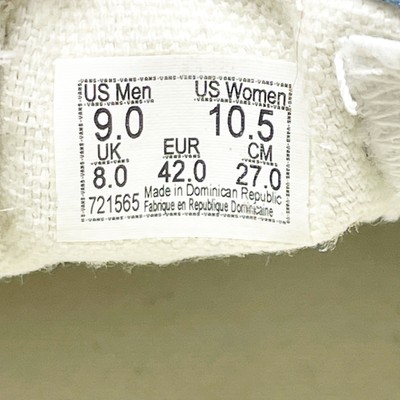 US Men US Women
9.0 10.5
UK EUR CM
8.0 42.0 27.0
Made in Dominican Republic
721565 Fabrique en Republique Dominicaine